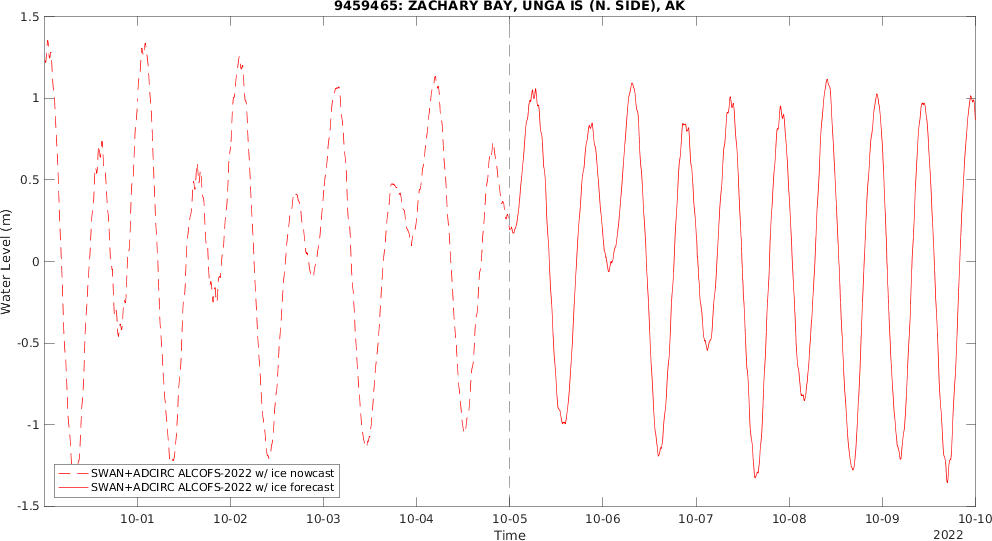 9459465: ZACHARY BAY, UNGA IS (N. SIDE), AK
1.5
1
0.5
0
-0.5
-1
-1.5
Water Level (m)
SWAN+ADCIRC ALCOFS-2022 w/ ice nowcast
SWAN+ADCIRC ALCOFS-2022 w/ ice forecast
10-01 10-02 10-03 10-04 10-05 10-06 10-07 10-08 10-09 10-10
Time
2022